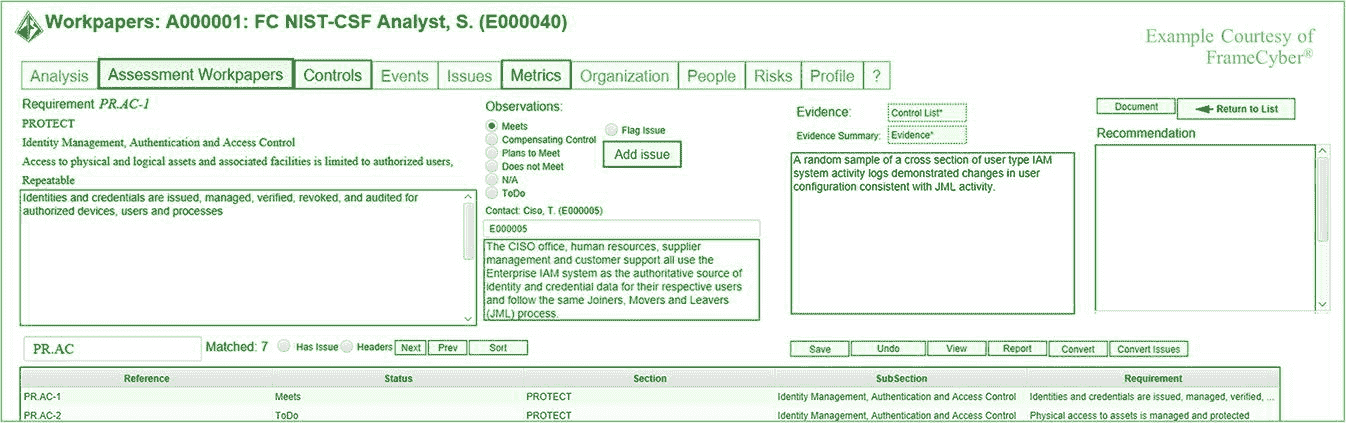 Workpapers: A000001: FC NIST-CSF Analyst, S. (E000040)
Example Courtesy of
FrameCyber®
Analysis Assessment Workpapers Controls Events Issues Metrics Organization People Risks Profile ?
Requirement PR.AC-1
PROTECT
Identity Management, Authentication and Access Control
Access to physical and logical assets and associated facilities is limited to authorized users,
Repeatable
Identities and credentials are issued, managed, verified, revoked, and audited for
authorized devices, users and processes
Observations:
Meets
Compensating Control
Plans to Meet
Does not Meet
N/A
ToDo
Flag Issue
Add issue
Contact: Ciso, T. (E000005)
E000005
The CISO office, human resources, supplier
management and customer support all use the
Enterprise IAM system as the authoritative source of
identity and credential data for their respective users
and follow the same Joiners, Movers and Leavers
(JML) process.
Evidence: Control List*
Evidence Summary: Evidence*
A random sample of a cross section of user type IAM
system activity logs demonstrated changes in user
configuration consistent with JML activity.
Document Return to List
Recommendation
PR.AC Matched: 7 Has Issue Headers Next Prev Sort
Save Undo View Report Convert Convert Issues
Reference Status Section SubSection Requirement
PR.AC-1 Meets PROTECT Identity Management, Authentication and Access Control Identities and credentials are issued, managed, verified, ...
PR.AC-2 ToDo PROTECT Identity Management, Authentication and Access Control Physical access to assets is managed and protected